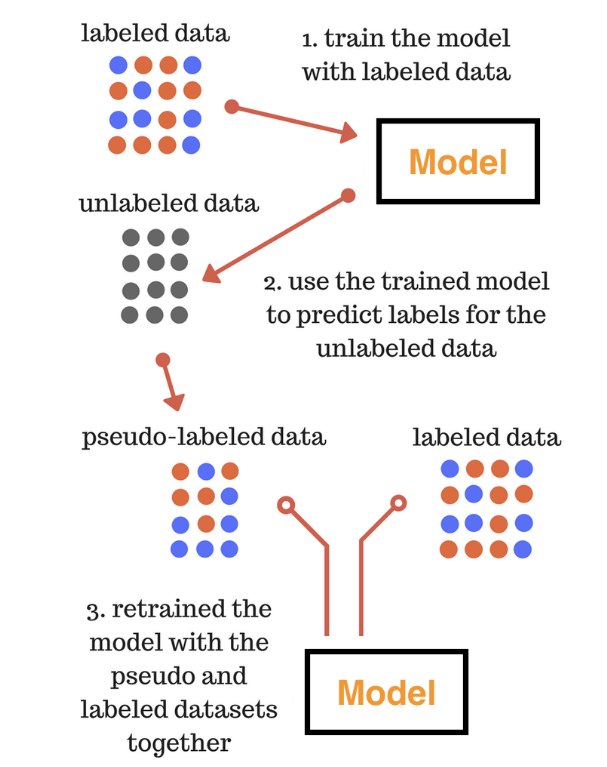 labeled data
1. train the model
with labeled data
Model
unlabeled data
2. use the trained model
to predict labels for the
unlabeled data
pseudo-labeled data
labeled data
3. retrained the
model with the
pseudo and
labeled datasets
together
Model